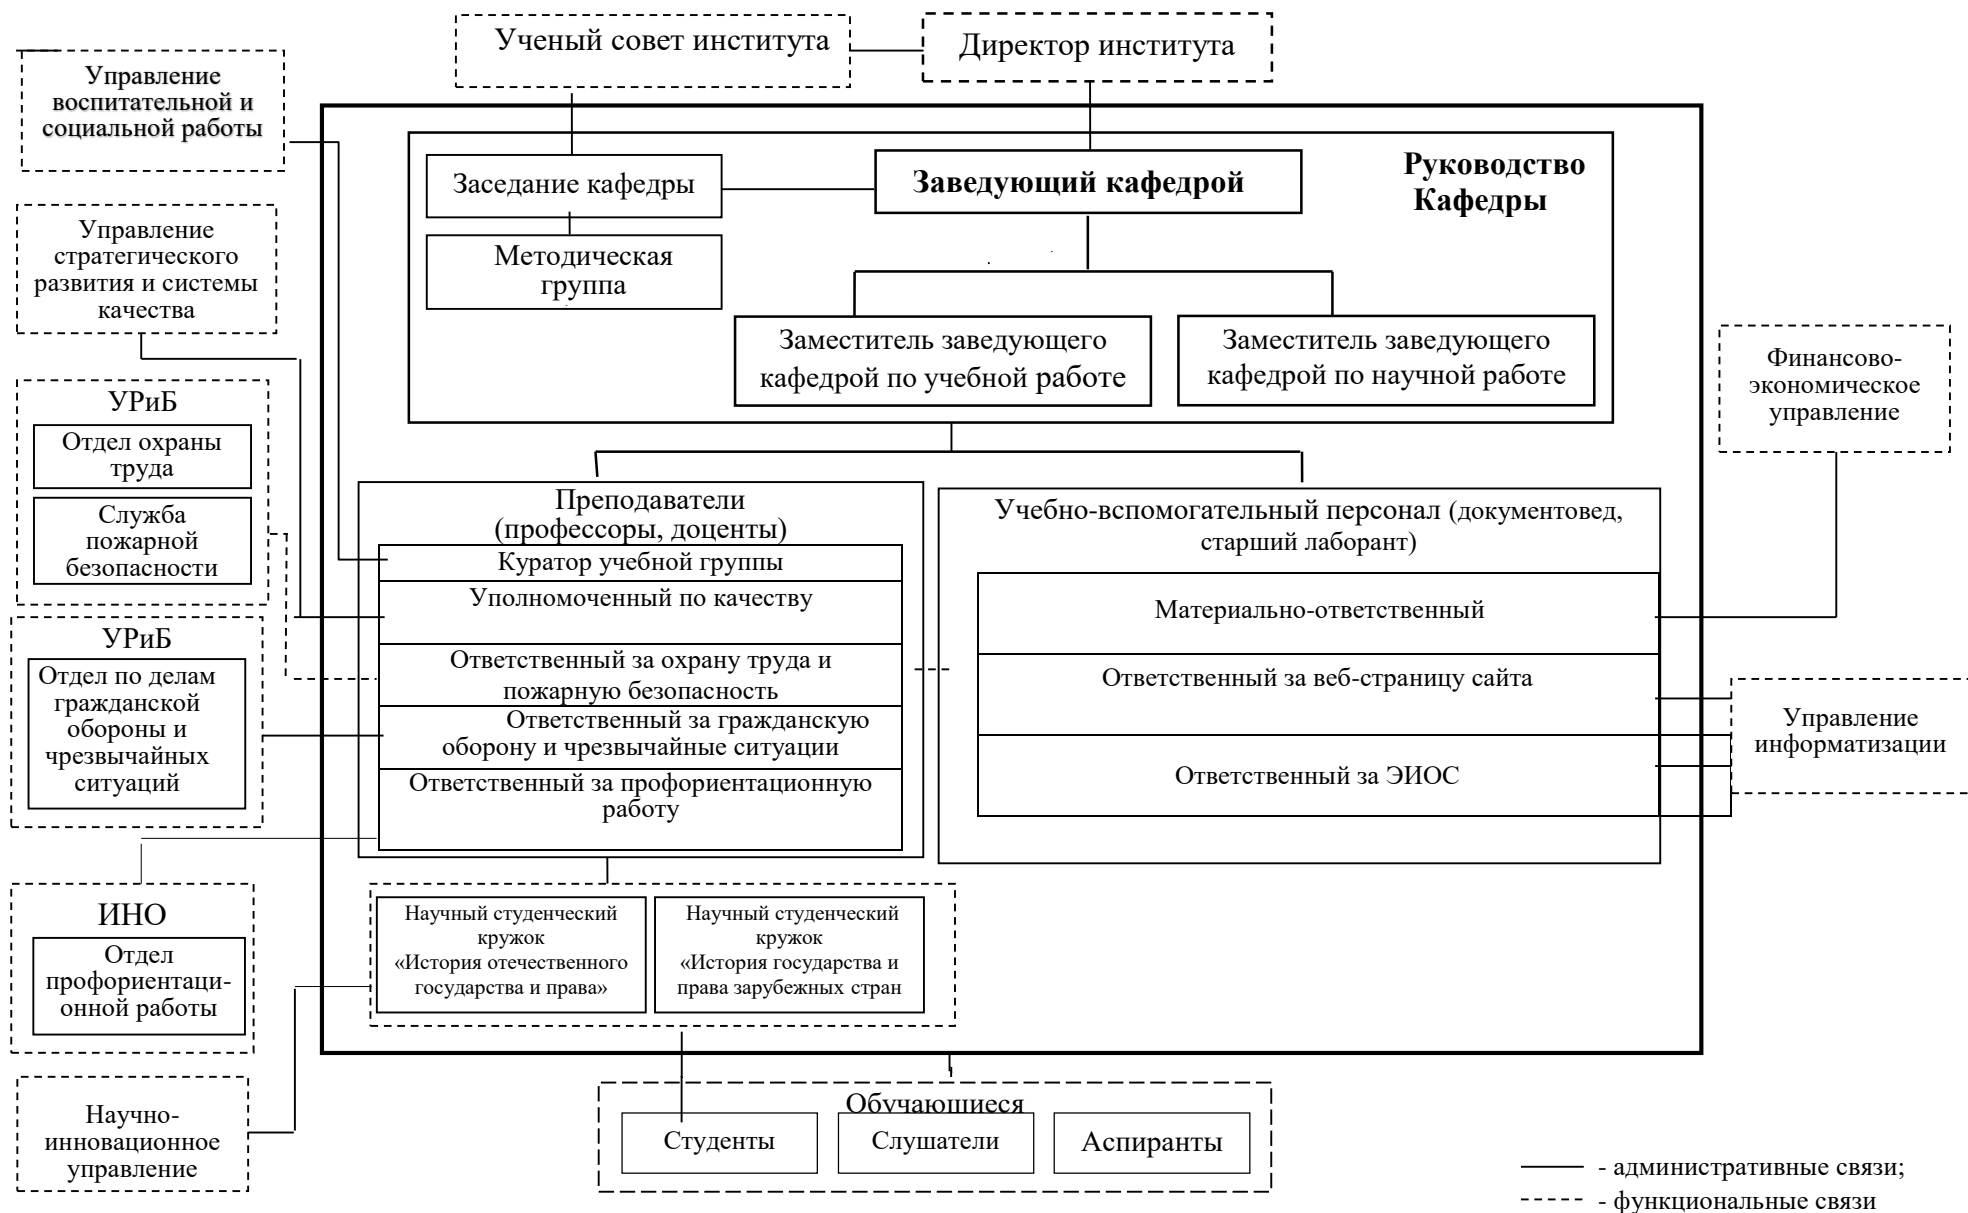 Ученый совет института
Директор института
Управление
воспитательной и
социальной работы
Руководство
Кафедры
Заседание кафедры
Заведующий кафедрой
Методическая
группа
Управление
стратегического
развития и системы
качества
Заместитель заведующего
кафедрой по учебной работе
Заместитель заведующего
кафедрой по научной работе
Финансово-
экономическое
управление
УРиБ
Отдел охраны
труда
Служба
пожарной
безопасности
Преподаватели
(профессоры, доценты)
Куратор учебной группы
Уполномоченный по качеству
Ответственный за охрану труда и
пожарную безопасность
Ответственный за гражданскую
оборону и чрезвычайные ситуации
Ответственный за профориентационную
работу
Учебно-вспомогательный персонал (документовед,
старший лаборант)
Материально-ответственный
Ответственный за веб-страницу сайта
Ответственный за ЭИОС
Управление
информатизации
УРиБ
Отдел по делам
гражданской
обороны и
чрезвычайных
ситуаций
ИНО
Отдел
профориентаци-
онной работы
Научный студенческий
кружок
«История отечественного
государства и права»
Научный студенческий
кружок
«История государства и
права зарубежных стран
Научно-
инновационное
управление
Обучающиеся
Студенты
Слушатели
Аспиранты
- административные связи;
- функциональные связи